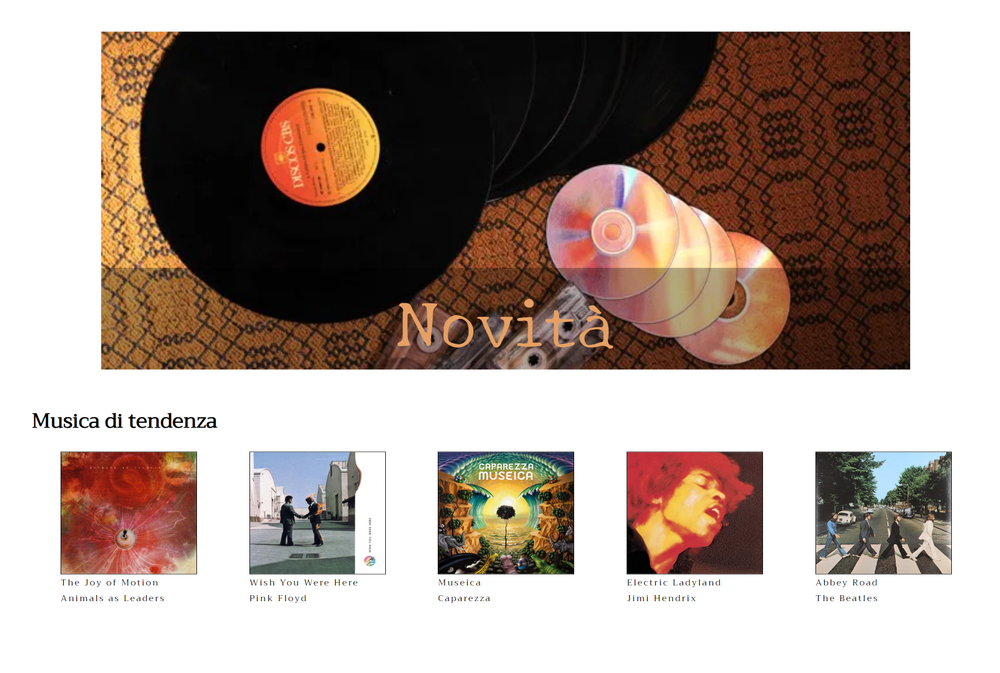 DISCOS CBS
Novità
Musica di tendenza
animals as leaders
CAPAREZZA
MUSEICA
WISH YOU WERE HERE
The Joy of Motion
Wish You Were Here
Museica
Electric Ladyland
Abbey Road
Animals as Leaders
Pink Floyd
Caparezza
Jimi Hendrix
The Beatles